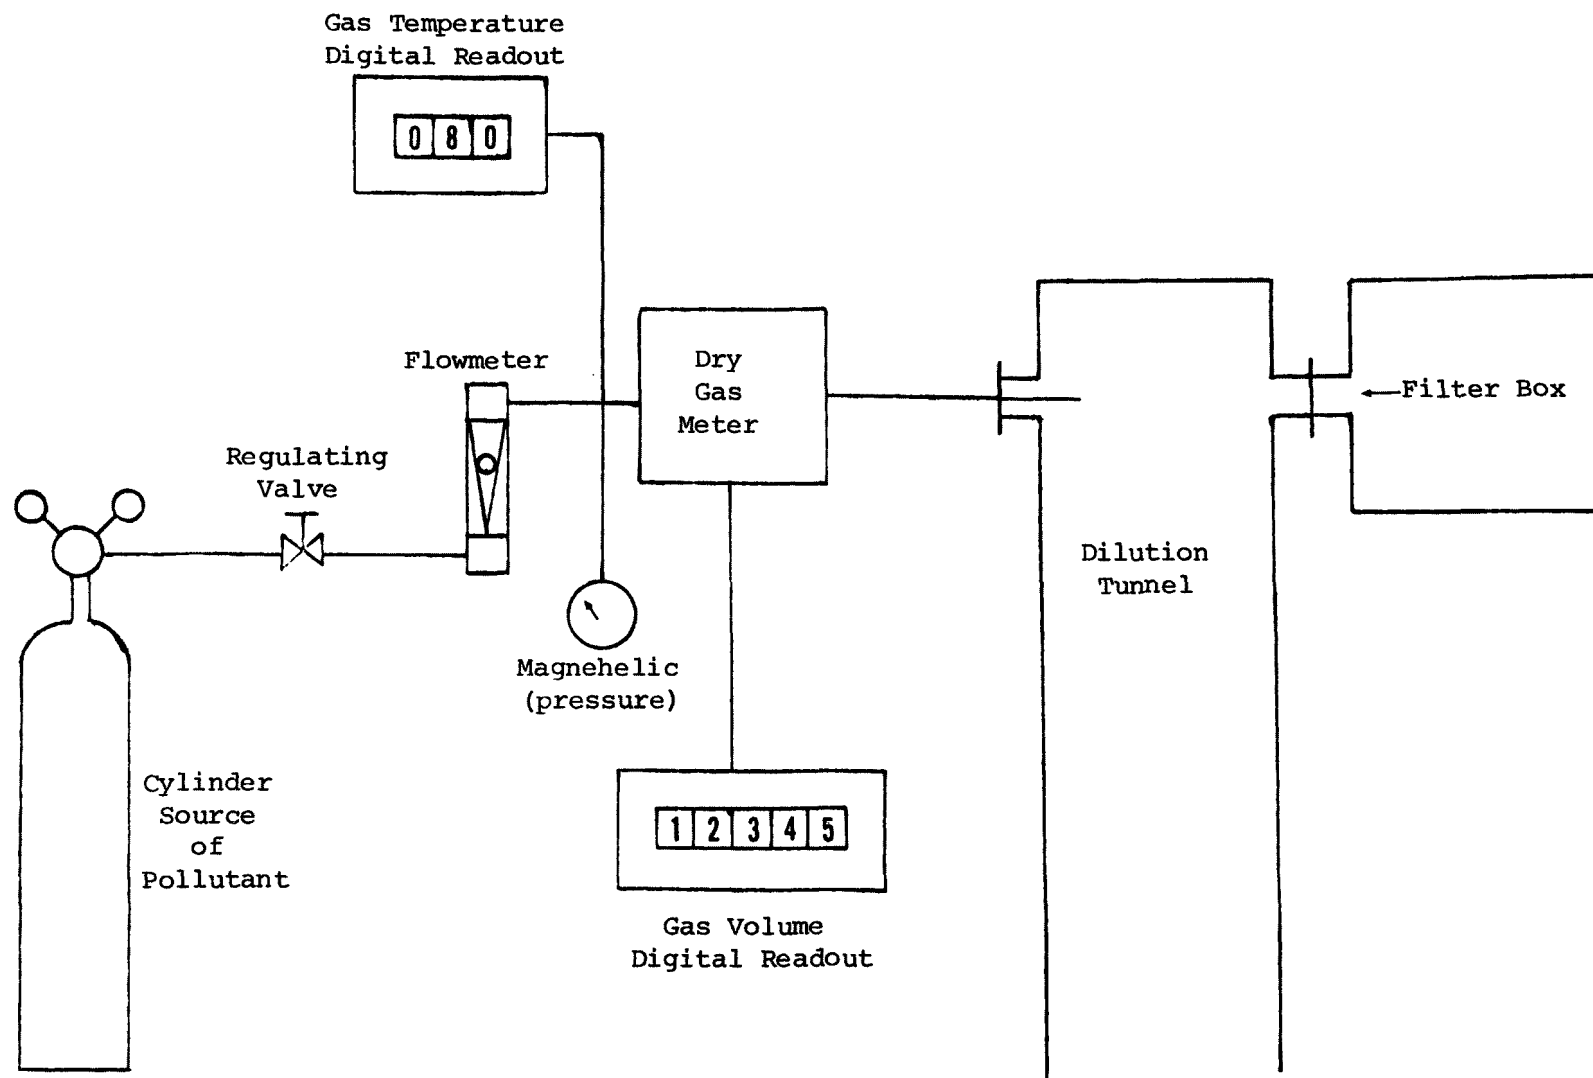 Gas Temperature
Digital Readout
080
Flowmeter
Dry
Gas
Meter
Filter Box
Regulating
Valve
Dilution
Tunnel
Magnehelic
(pressure)
Cylinder
Source
of
Pollutant
12345
Gas Volume
Digital Readout